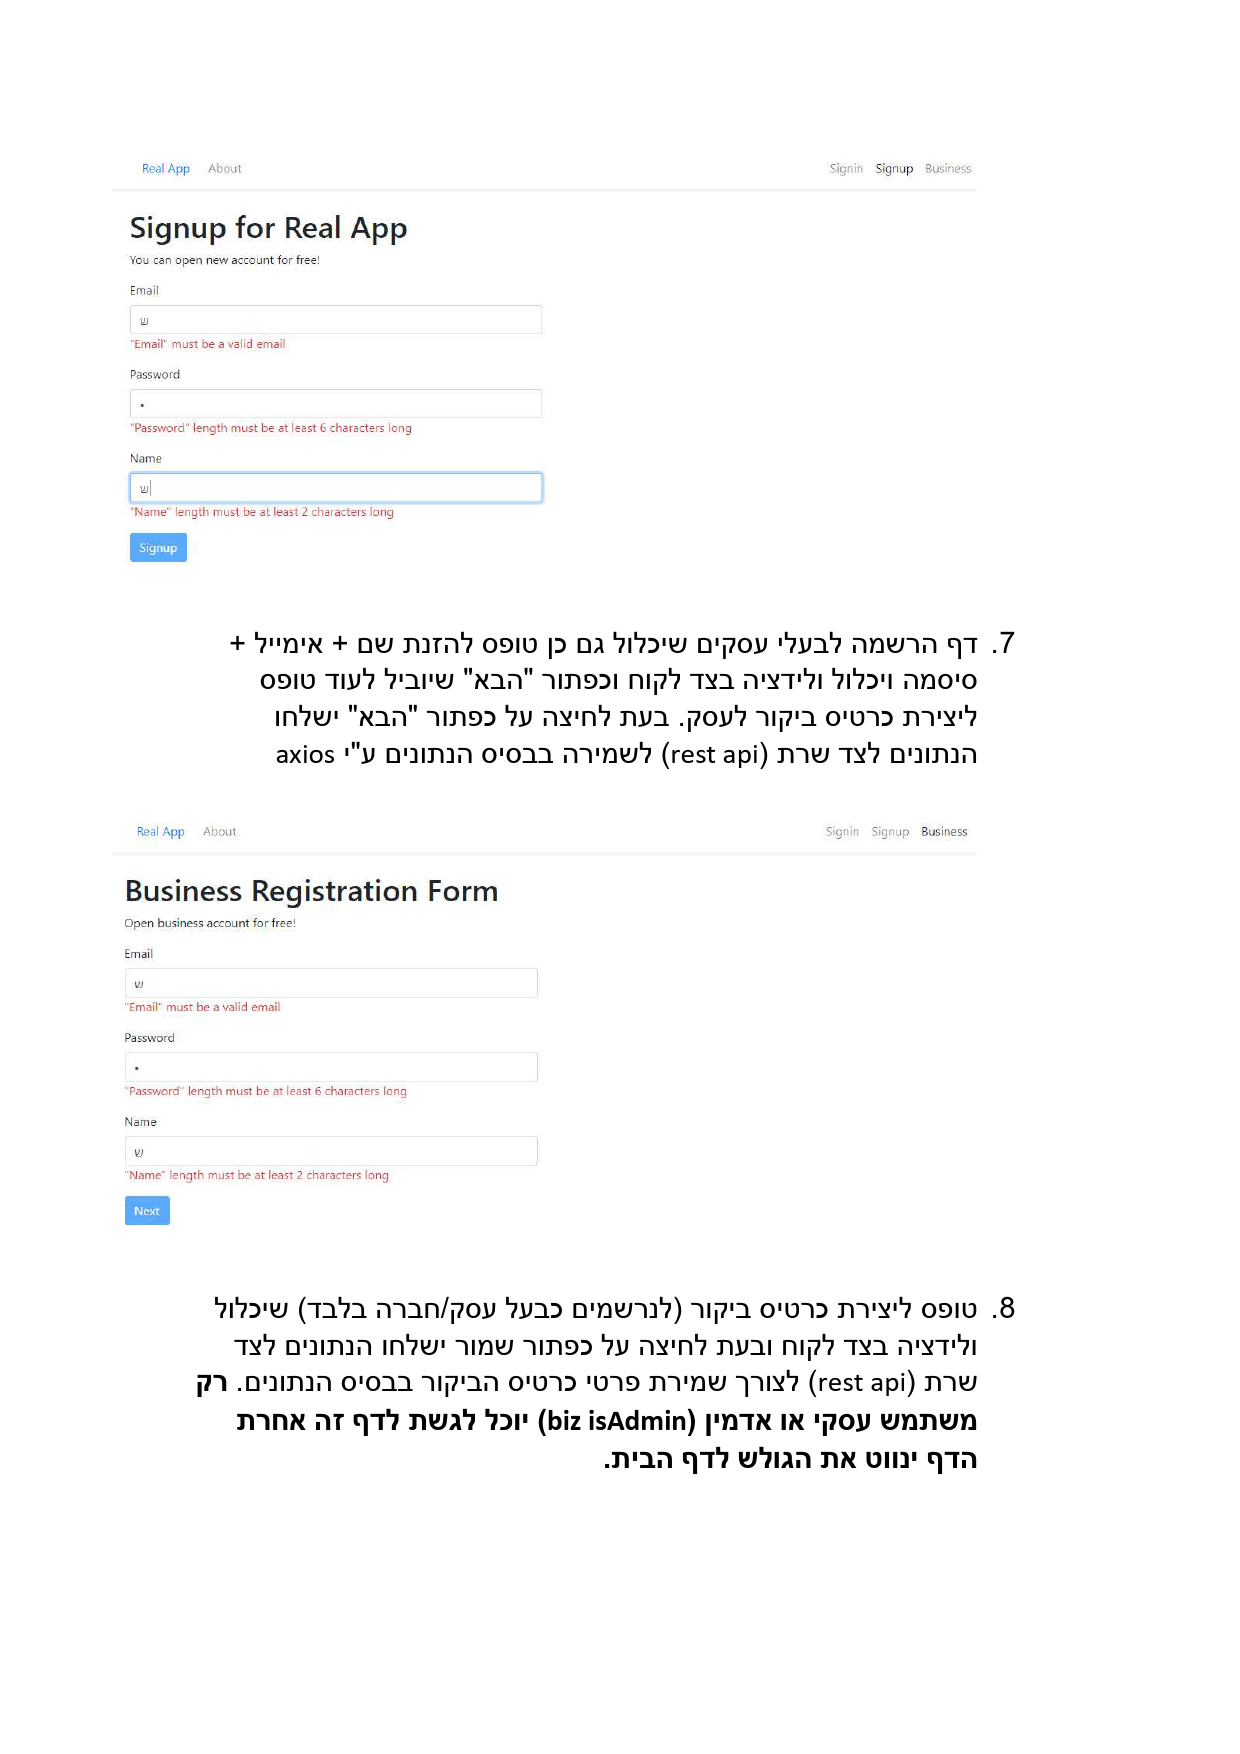 Real App About Signin Signup Business
Signup for Real App
You can open new account for free!
Email
ש
"Email" must be a valid email
Password
•
"Password" length must be at least 6 characters long
Name
ש
"Name" length must be at least 2 characters long
Signup
7. דף הרשמה לבעלי עסקים שיכלול גם כן טופס להזנת שם + אימייל +
סיסמה ויכלול ולידציה בצד לקוח וכפתור "הבא" שיוביל לעוד טופס
ליצירת כרטיס ביקור לעסק. בעת לחיצה על כפתור "הבא" ישלחו
הנתונים לצד שרת (rest api) לשמירה בבסיס הנתונים ע"י axios
Real App About Signin Signup Business
Business Registration Form
Open business account for free!
Email
ש
"Email" must be a valid email
Password
•
"Password" length must be at least 6 characters long
Name
ש
"Name" length must be at least 2 characters long
Next
8. טופס ליצירת כרטיס ביקור (לנרשמים כבעל עסק/חברה בלבד) שיכלול
ולידציה בצד לקוח ובעת לחיצה על כפתור שמור ישלחו הנתונים לצד
שרת (rest api) לצורך שמירת פרטי כרטיס הביקור בבסיס הנתונים. רק
משתמש עסקי או אדמין (biz isAdmin) יוכל לגשת לדף זה אחרת
הדף ינווט את הגולש לדף הבית.